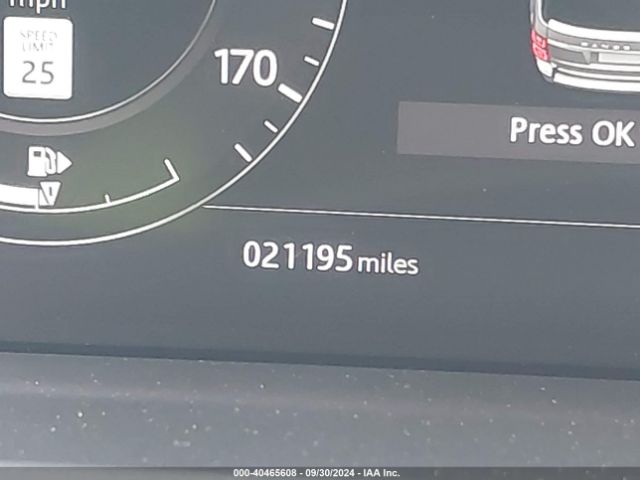 mph
SPEED
LIMIT
25
170
Press OK
021195 miles
000-40465608 - 09/30/2024 - IAA Inc.